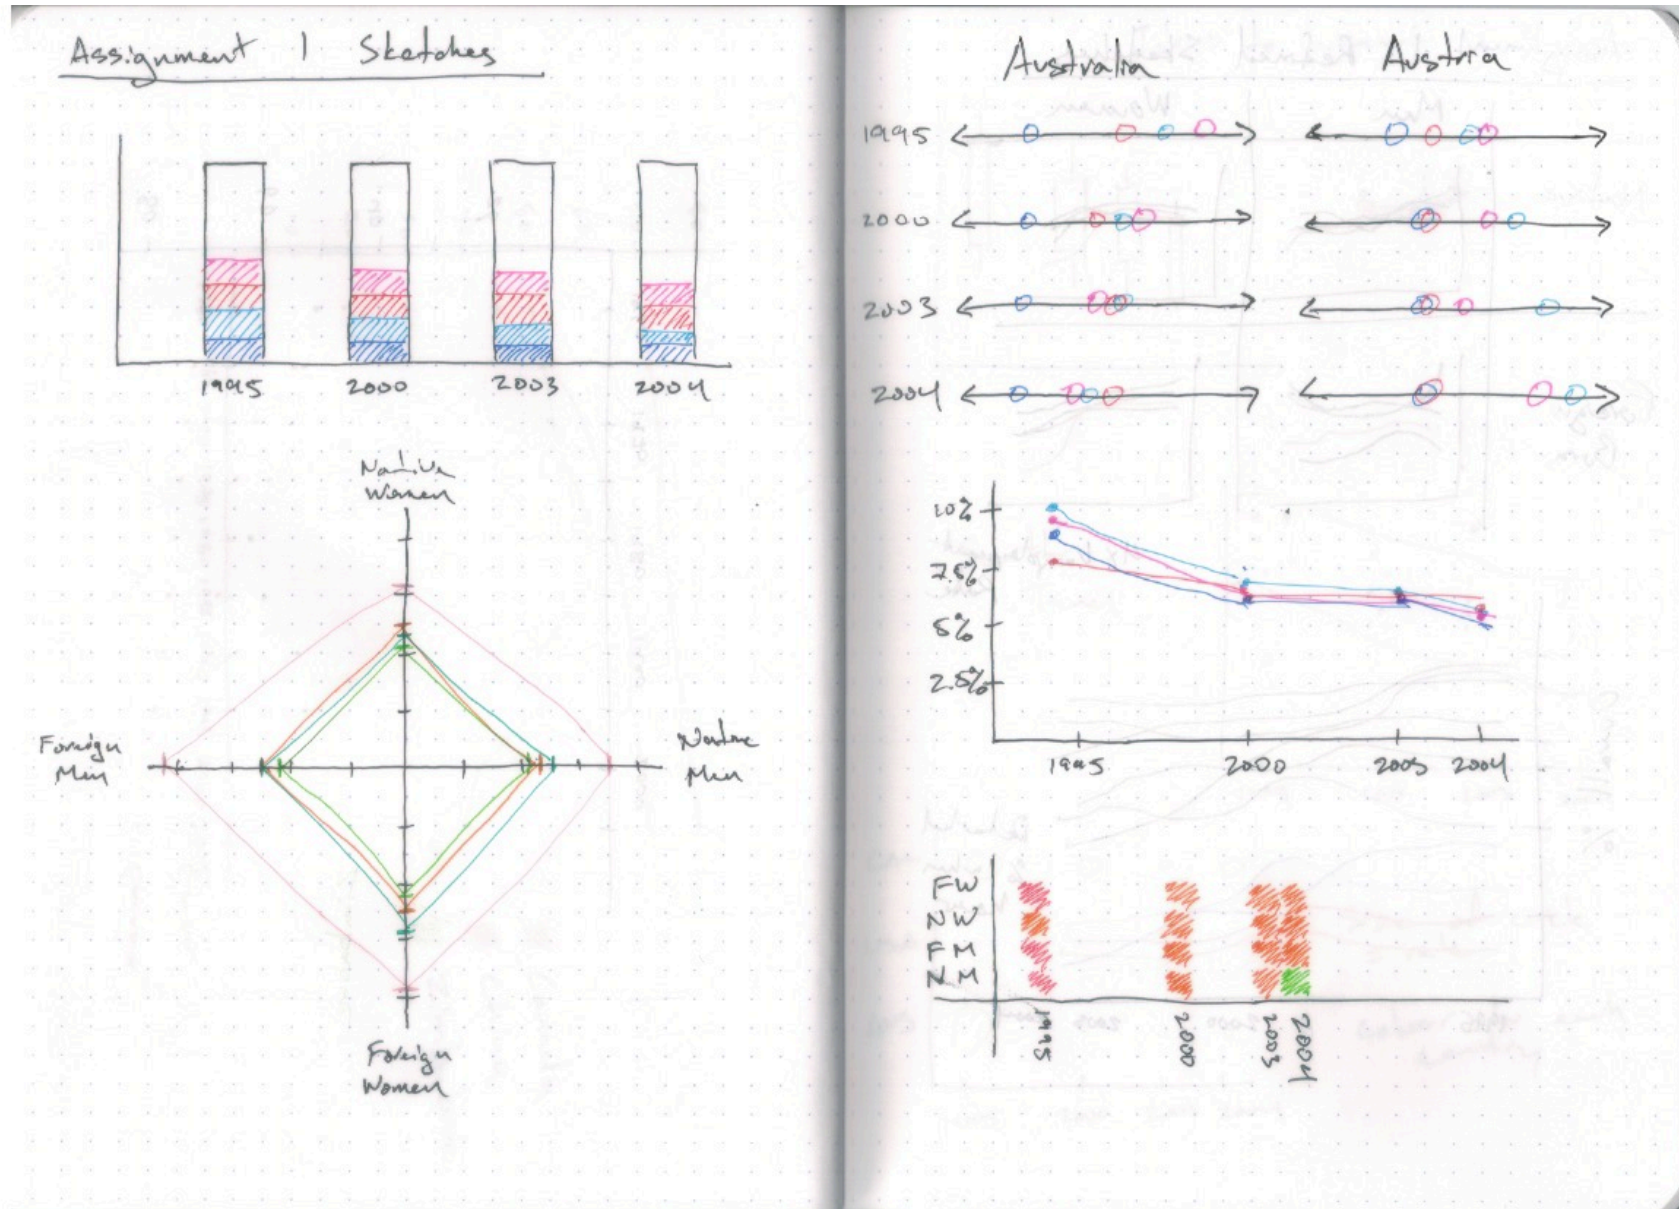 Assignment 1 Sketches
1995 2000 2003 2004
Native
Women
Foreign
Men
Native
Men
Foreign
Women
Australia Austria
1995
2000
2003
2004
10%
7.5%
5%
2.5%
1995 2000 2003 2004
FW
NW
FM
NM
1995 2000 2003 2004